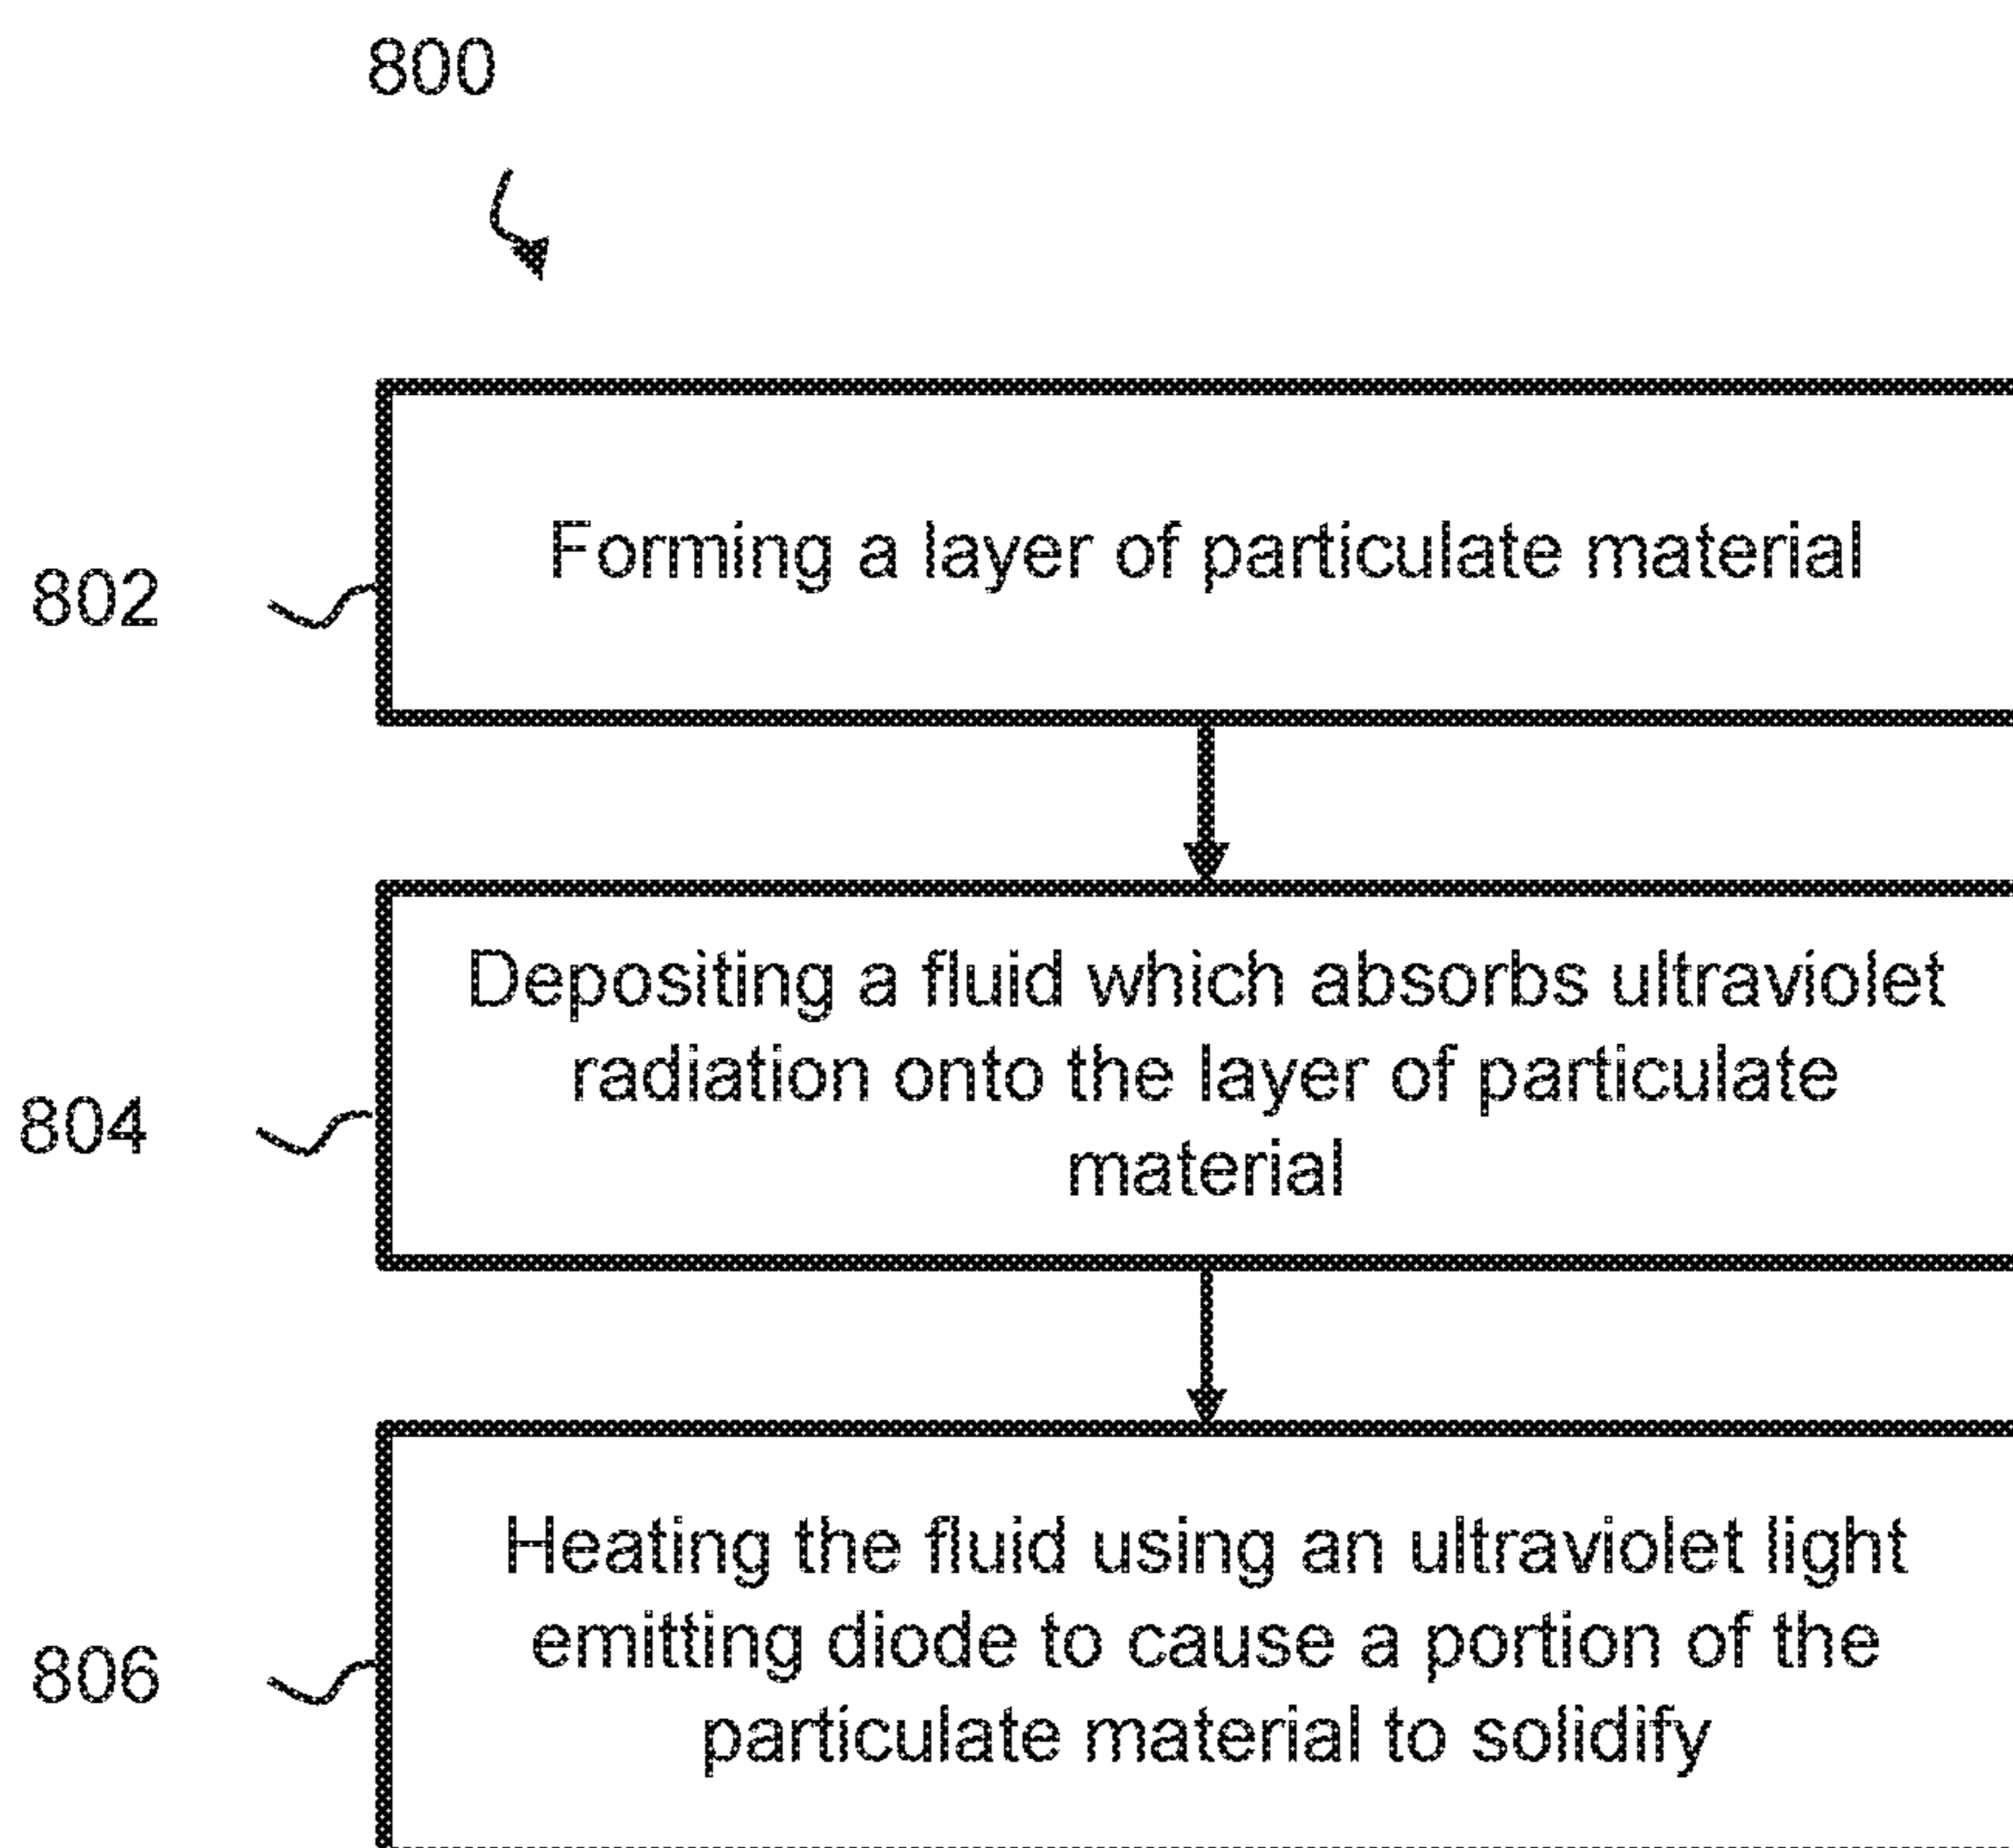 800
802
Forming a layer of particulate material
804
Depositing a fluid which absorbs ultraviolet
radiation onto the layer of particulate
material
806
Heating the fluid using an ultraviolet light
emitting diode to cause a portion of the
particulate material to solidify